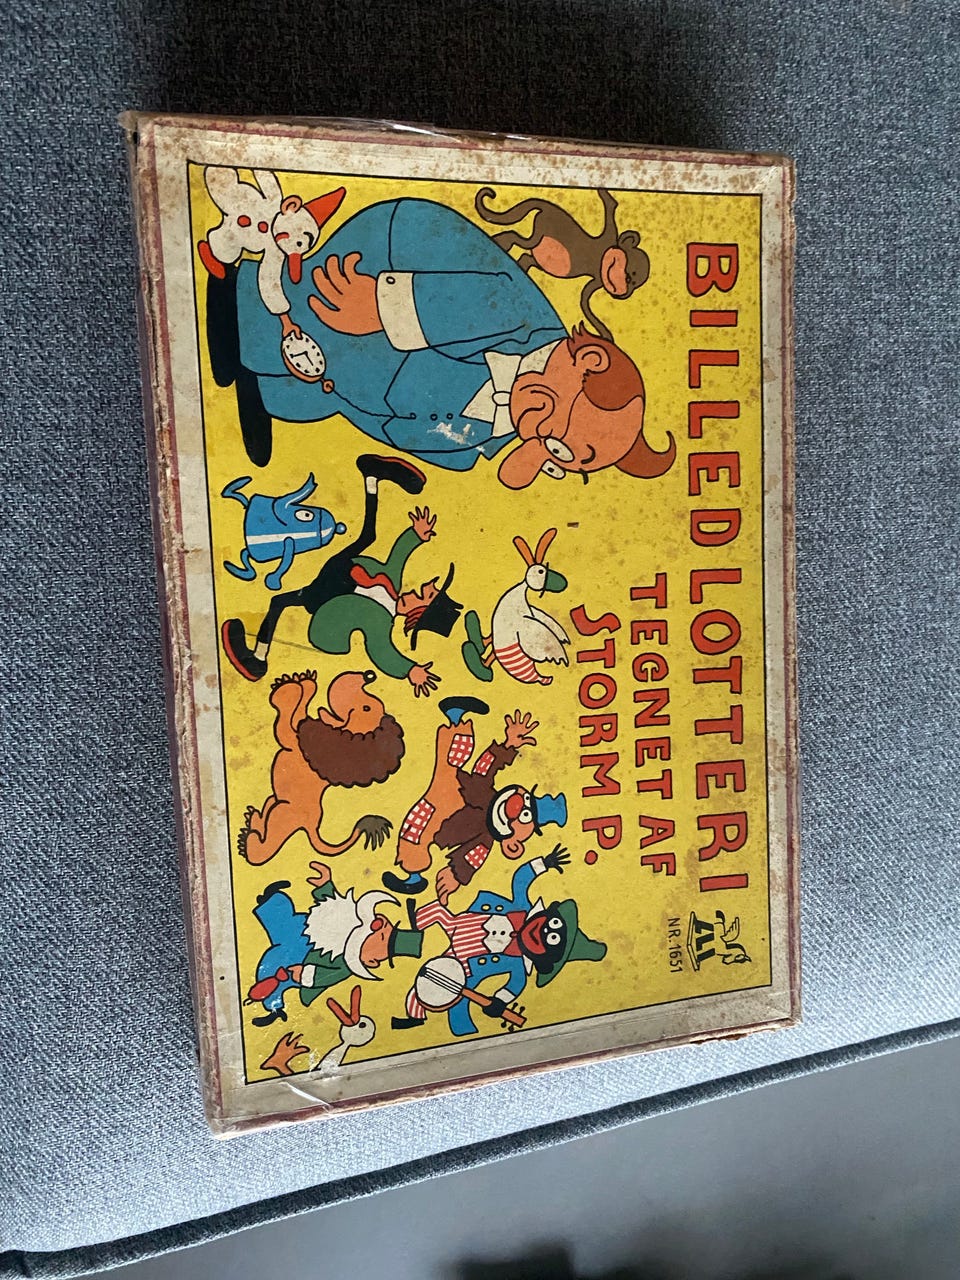 BILLEDLOTTERI
TEGNET AF
STORM P.
NR. 1651